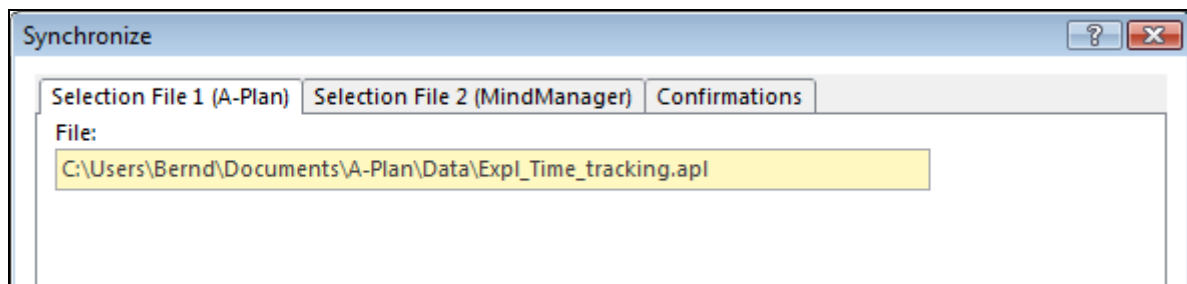 Synchronize ?
Selection File 1 (A-Plan) Selection File 2 (MindManager) Confirmations
File:
C:\Users\Bernd\Documents\A-Plan\Data\Expl_Time_tracking.apl